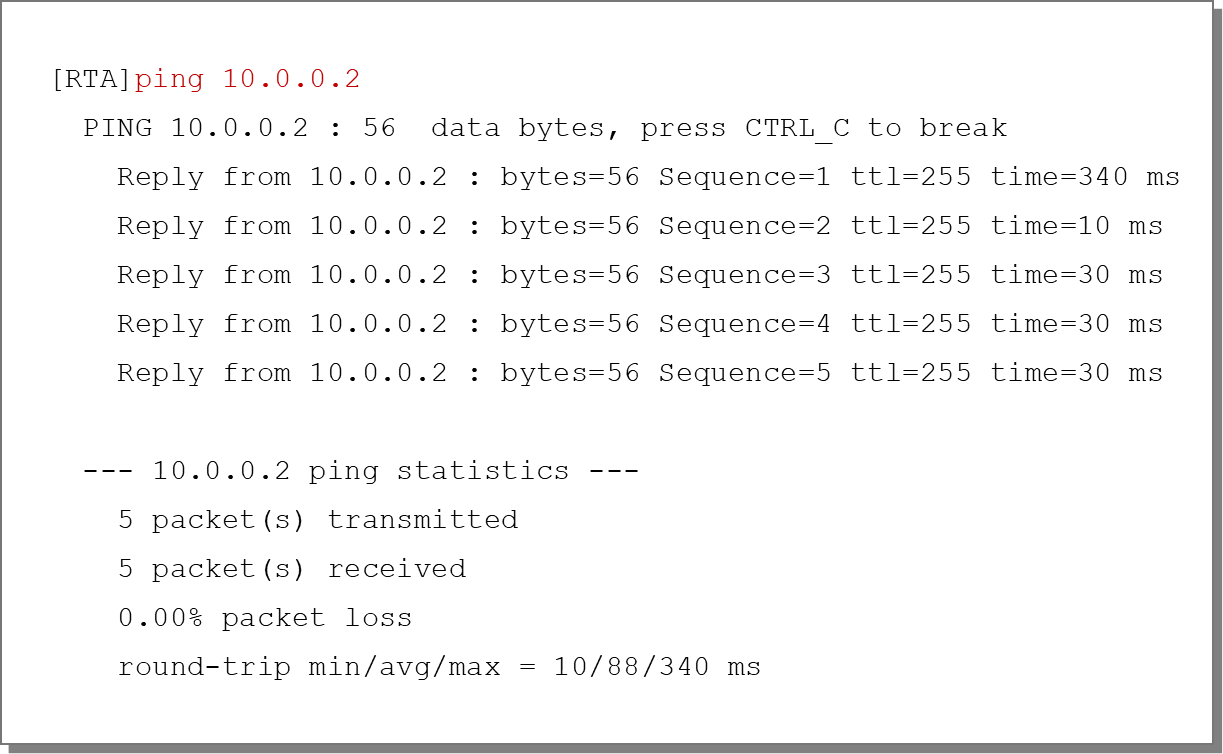 [RTA]ping 10.0.0.2
PING 10.0.0.2 : 56  data bytes, press CTRL_C to break
Reply from 10.0.0.2 : bytes=56 Sequence=1 ttl=255 time=340 ms
Reply from 10.0.0.2 : bytes=56 Sequence=2 ttl=255 time=10 ms
Reply from 10.0.0.2 : bytes=56 Sequence=3 ttl=255 time=30 ms
Reply from 10.0.0.2 : bytes=56 Sequence=4 ttl=255 time=30 ms
Reply from 10.0.0.2 : bytes=56 Sequence=5 ttl=255 time=30 ms
--- 10.0.0.2 ping statistics ---
5 packet(s) transmitted
5 packet(s) received
0.00% packet loss
round-trip min/avg/max = 10/88/340 ms